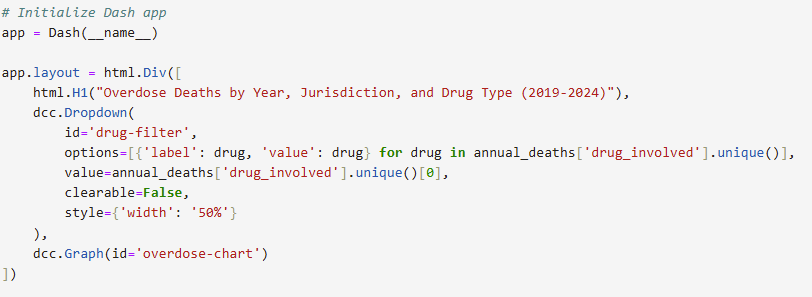 # Initialize Dash app
app = Dash(__name__)
app.layout = html.Div([
    html.H1("Overdose Deaths by Year, Jurisdiction, and Drug Type (2019-2024)"),
    dcc.Dropdown(
        id='drug-filter',
        options=[{'label': drug, 'value': drug} for drug in annual_deaths['drug_involved'].unique()],
        value=annual_deaths['drug_involved'].unique()[0],
        clearable=False,
        style={'width': '50%'}
    ),
    dcc.Graph(id='overdose-chart')
])